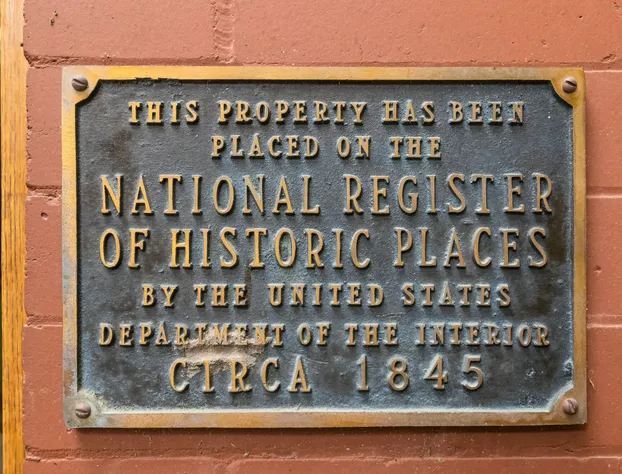 THIS PROPERTY HAS BEEN
PLACED ON THE
NATIONAL REGISTER
OF HISTORIC PLACES
BY THE UNITED STATES
DEPARTMENT OF THE INTERIOR
CIRCA 1845